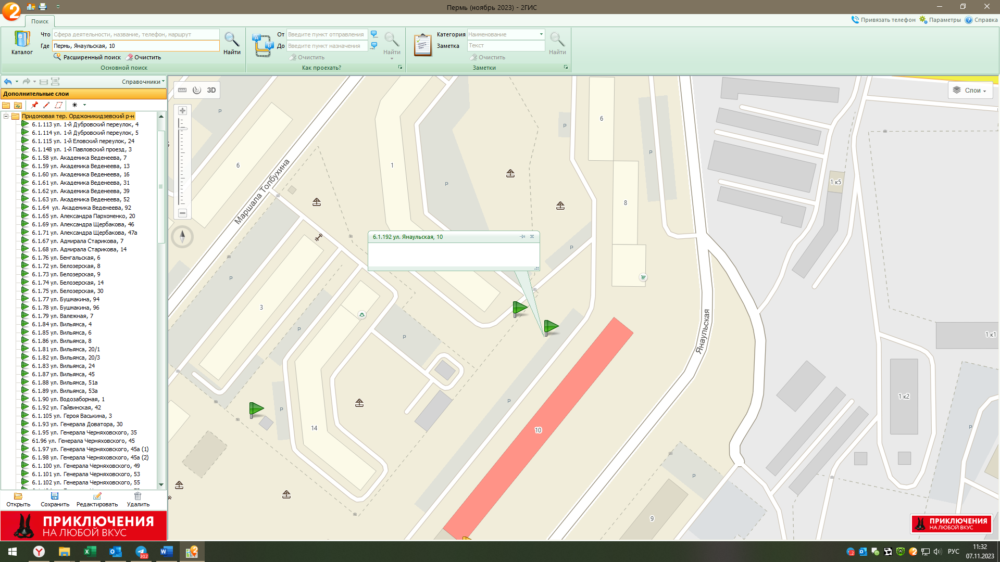 Пермь (ноябрь 2023) - 2ГИС
Поиск
Привязать телефон
Параметры
Справка
Каталог
Что
Сфера деятельности, название, телефон, маршрут
Где
Пермь, Янаульская, 10
Расширенный поиск
Очистить
Найти
Основной поиск
От
Введите пункт отправления
До
Введите пункт назначения
Очистить
Найти
Как проехать?
Категория
Наименование
Заметка
Текст
Очистить
Найти
Заметки
Справочники
Дополнительные слои
Придомовая тер. Орджоникидзевский р-н
6.1.113 ул. 1-й Дубровский переулок, 4
6.1.114 ул. 1-й Дубровский переулок, 5
6.1.115 ул. 1-й Еловский переулок, 24
6.1.148 ул. 1-й Павловский проезд, 3
6.1.58 ул. Академика Веденеева, 7
6.1.59 ул. Академика Веденеева, 13
6.1.60 ул. Академика Веденеева, 16
6.1.61 ул. Академика Веденеева, 31
6.1.62 ул. Академика Веденеева, 39
6.1.63 ул. Академика Веденеева, 52
6.1.64 ул. Академика Веденеева, 92
6.1.65 ул. Александра Пархоменко, 20
6.1.69 ул. Александра Щербакова, 46
6.1.71 ул. Александра Щербакова, 47а
6.1.67 ул. Адмирала Старикова, 7
6.1.68 ул. Адмирала Старикова, 14
6.1.76 ул. Бенгальская, 6
6.1.72 ул. Белозерская, 8
6.1.73 ул. Белозерская, 9
6.1.74 ул. Белозерская, 14
6.1.75 ул. Белозерская, 30
6.1.77 ул. Бушмакина, 94
6.1.78 ул. Бушмакина, 96
6.1.79 ул. Валежная, 7
6.1.84 ул. Вильямса, 4
6.1.85 ул. Вильямса, 6
6.1.86 ул. Вильямса, 8
6.1.81 ул. Вильямса, 20/1
6.1.82 ул. Вильямса, 20/3
6.1.83 ул. Вильямса, 24
6.1.87 ул. Вильямса, 45
6.1.88 ул. Вильямса, 51а
6.1.89 ул. Вильямса, 53а
6.1.90 ул. Водозаборная, 1
6.1.92 ул. Гайвинская, 42
6.1.105 ул. Героя Васькина, 3
6.1.93 ул. Генерала Доватора, 30
6.1.95 ул. Генерала Черняховского, 35
61.96 ул. Генерала Черняховского, 45
6.1.97 ул. Генерала Черняховского, 45а (1)
6.1.98 ул. Генерала Черняховского, 45а (2)
6.1.100 ул. Генерала Черняховского, 49
6.1.101 ул. Генерала Черняховского, 53
6.1.102 ул. Генерала Черняховского, 55
Открыть
Сохранить
Редактировать
Удалить
ПРИКЛЮЧЕНИЯ
НА ЛЮБОЙ ВКУС
3D
Слои
P
6
P
6
1
P
P
8
1 к5
Маршала Толбухина
6.1.192 ул. Янаульская, 10
P
P
3
P
P
Янаульская
1 к1
P
P
1 к2
14
10
P
P
9
ПРИКЛЮЧЕНИЯ
НА ЛЮБОЙ ВКУС
302
РУС
11:32
07.11.2023